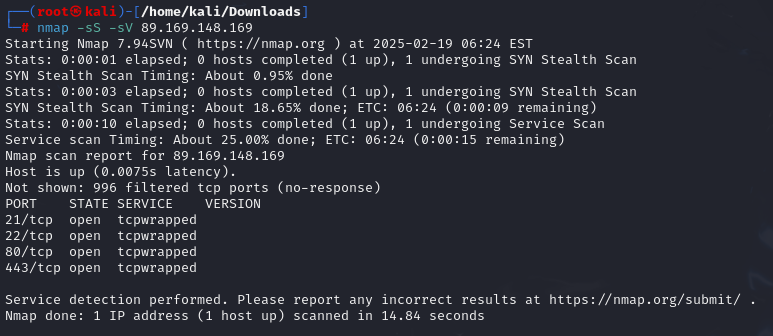 ┌──(root㉿kali)-[/home/kali/Downloads]
└─# nmap -sS -sV 89.169.148.169
Starting Nmap 7.94SVN ( https://nmap.org ) at 2025-02-19 06:24 EST
Stats: 0:00:01 elapsed; 0 hosts completed (1 up), 1 undergoing SYN Stealth Scan
SYN Stealth Scan Timing: About 0.95% done
Stats: 0:00:03 elapsed; 0 hosts completed (1 up), 1 undergoing SYN Stealth Scan
SYN Stealth Scan Timing: About 18.65% done; ETC: 06:24 (0:00:09 remaining)
Stats: 0:00:10 elapsed; 0 hosts completed (1 up), 1 undergoing Service Scan
Service scan Timing: About 25.00% done; ETC: 06:24 (0:00:15 remaining)
Nmap scan report for 89.169.148.169
Host is up (0.0075s latency).
Not shown: 996 filtered tcp ports (no-response)
PORT    STATE SERVICE    VERSION
21/tcp  open  tcpwrapped
22/tcp  open  tcpwrapped
80/tcp  open  tcpwrapped
443/tcp open  tcpwrapped

Service detection performed. Please report any incorrect results at https://nmap.org/submit/ .
Nmap done: 1 IP address (1 host up) scanned in 14.84 seconds